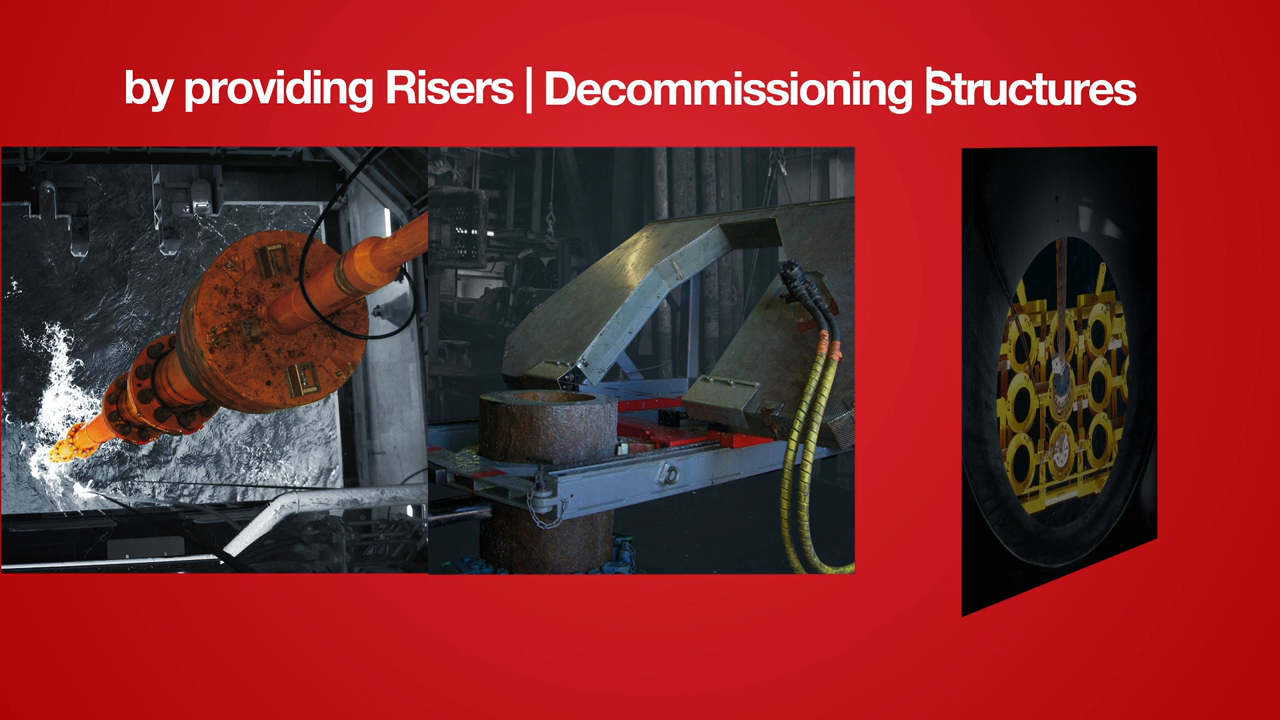 by providing Risers | Decommissioning | Structures